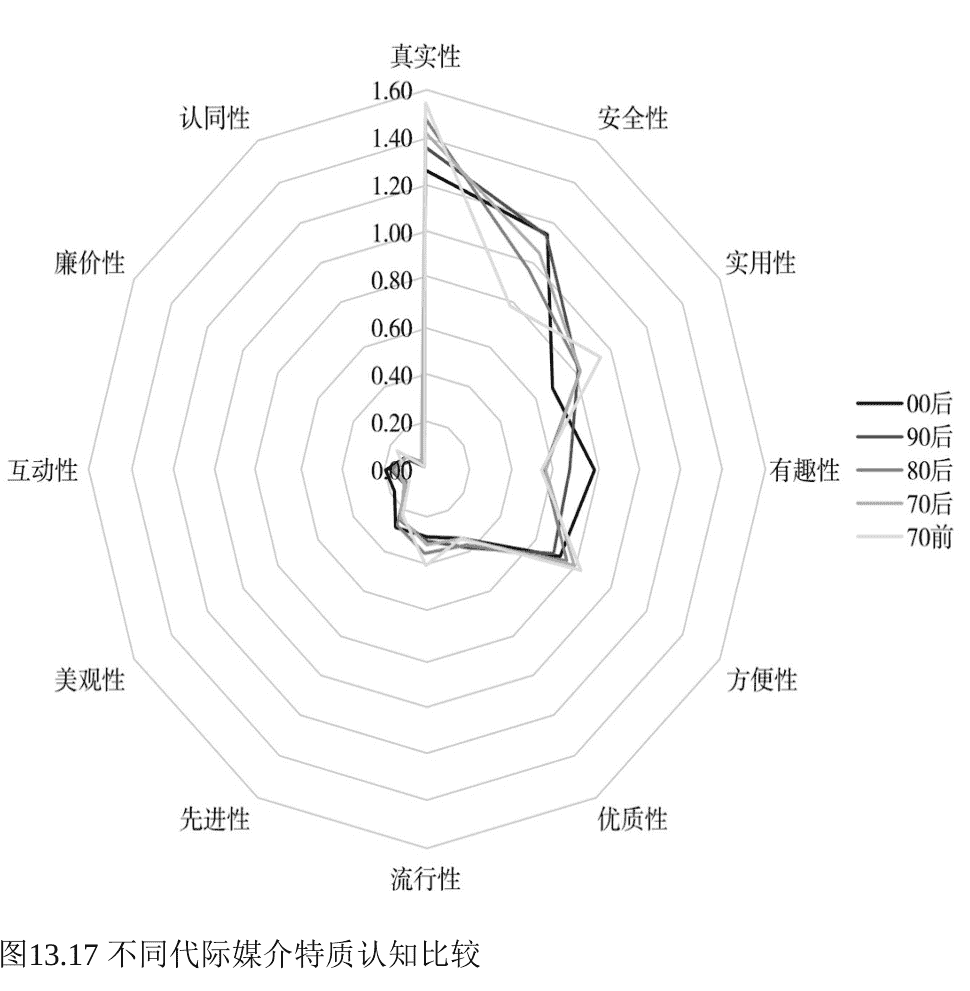 真实性
1.60
认同性
安全性
1.40
1.20
1.00
廉价性
实用性
0.80
0.60
0.40
00后
0.20
90后
互动性
0.00
有趣性
80后
70后
70前
美观性
方便性
先进性
优质性
流行性
图13.17 不同代际媒介特质认知比较